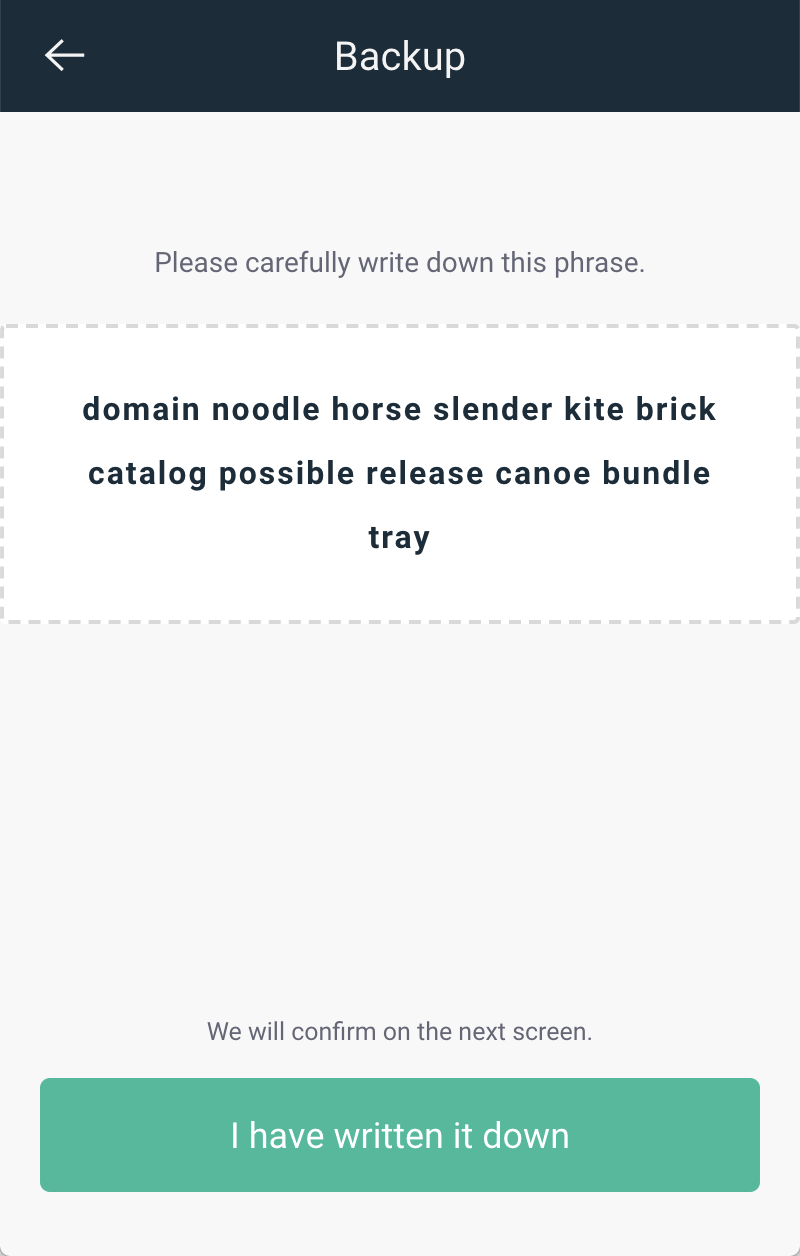 Backup
Please carefully write down this phrase.
domain noodle horse slender kite brick
catalog possible release canoe bundle
tray
We will confirm on the next screen.
I have written it down